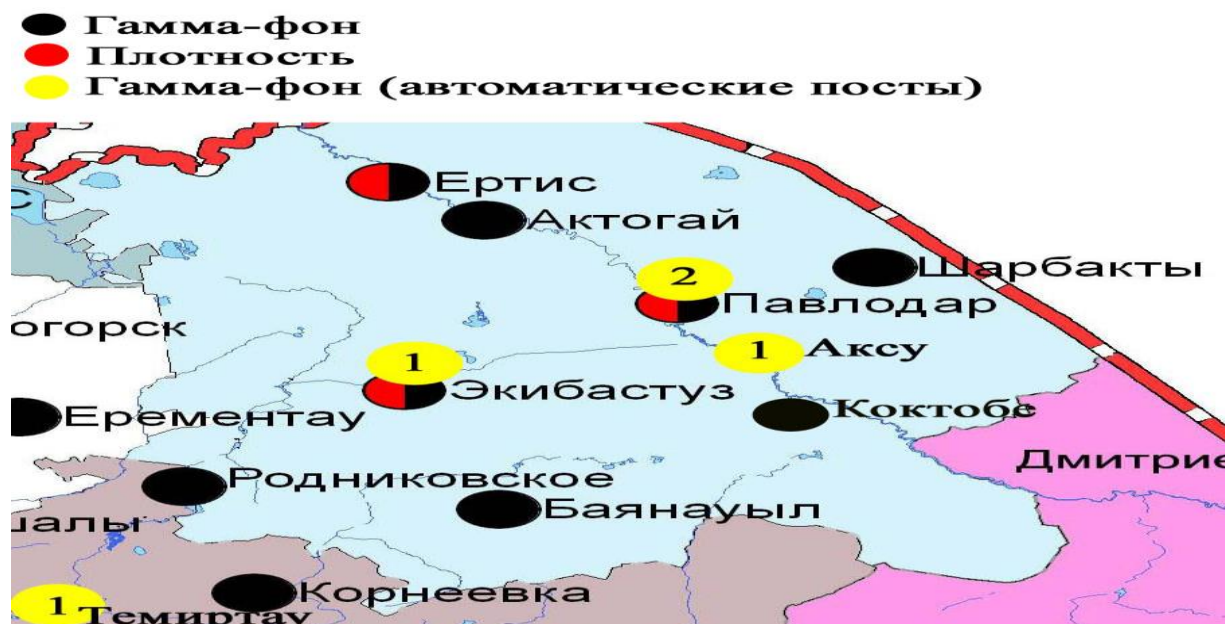 Гамма-фон
Плотность
Гамма-фон (автоматические посты)
Ертис
С
Актогай
Шарбакты
2
Павлодар
огорск
1
1 Аксу
Экибастуз
Ерементау
Коктобе
Дмитрие
Родниковское
Баянауыл
шалы
Корнеевка
1 Темиртау